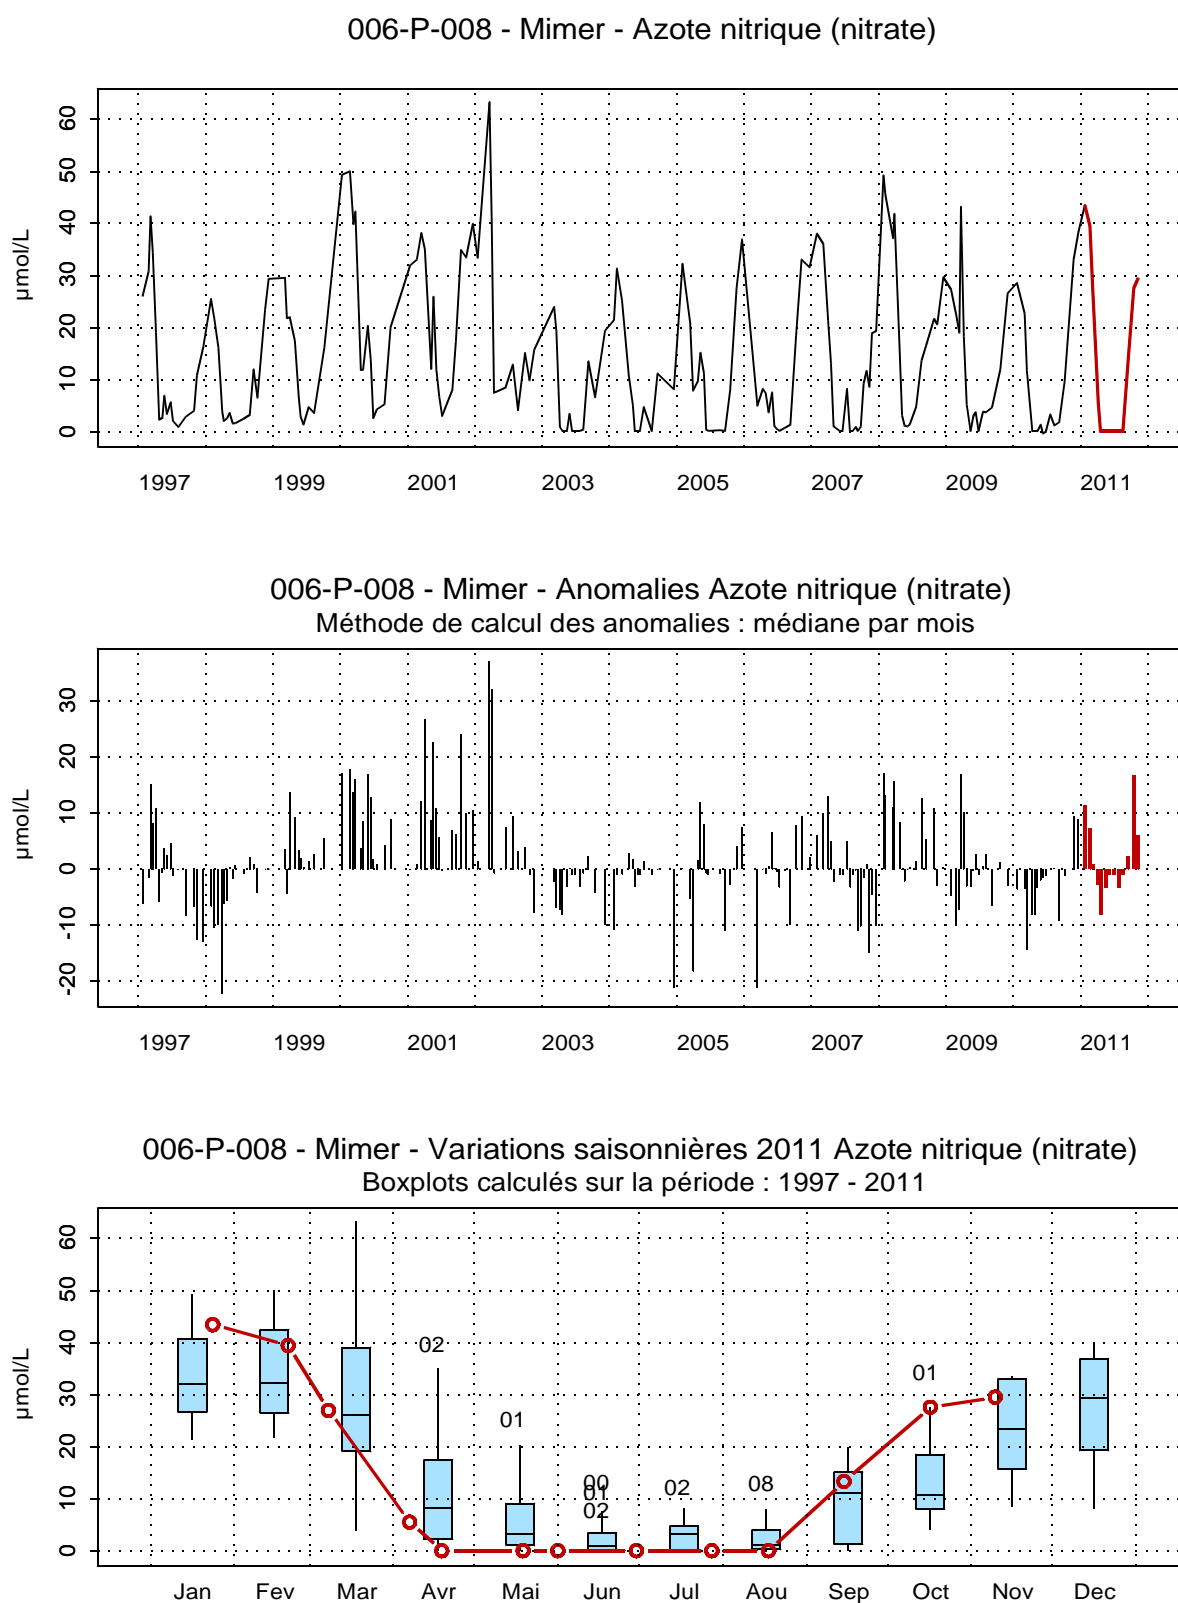 006-P-008 - Mimer - Azote nitrique (nitrate)
60
50
40
30
20
10
0
µmol/L
1997 1999 2001 2003 2005 2007 2009 2011
006-P-008 - Mimer - Anomalies Azote nitrique (nitrate)
Méthode de calcul des anomalies : médiane par mois
30
20
10
0
-10
-20
µmol/L
1997 1999 2001 2003 2005 2007 2009 2011
006-P-008 - Mimer - Variations saisonnières 2011 Azote nitrique (nitrate)
Boxplots calculés sur la période : 1997 - 2011
60
50
40
30
20
10
0
µmol/L
02
01
00
01
02
02
08
01
Jan Fev Mar Avr Mai Jun Jul Aou Sep Oct Nov Dec